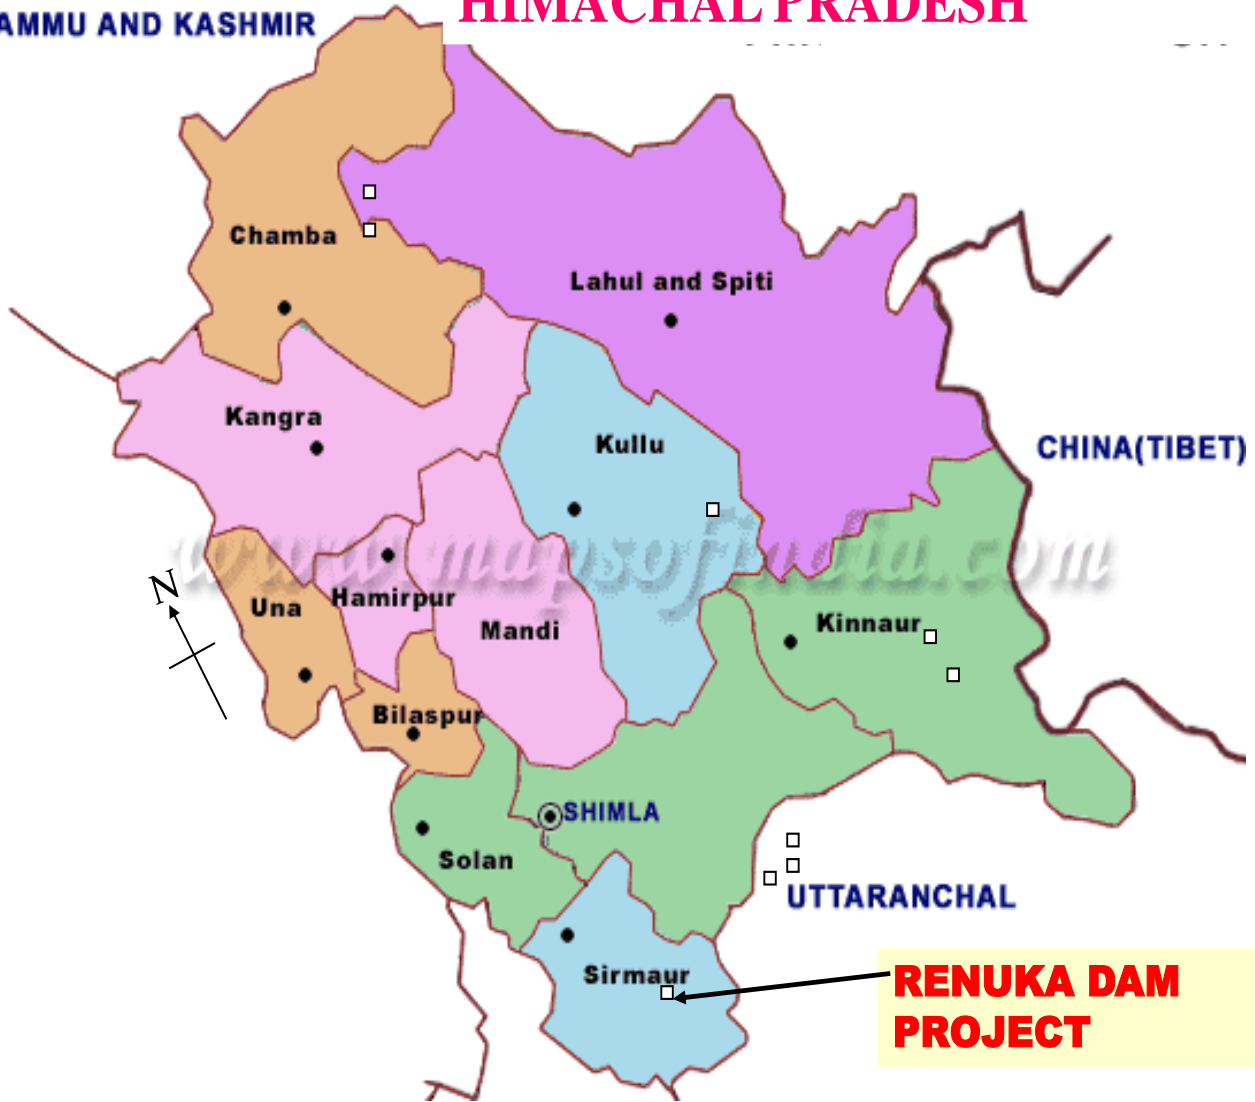 HIMACHAL PRADESH
AMMU AND KASHMIR
Chamba
Lahul and Spiti
Kangra
Kullu
CHINA(TIBET)
www.mapsofindia.com
N
Una
Hamirpur
Mandi
Kinnaur
Bilaspur
SHIMLA
Solan
UTTARANCHAL
Sirmaur
RENUKA DAM
PROJECT